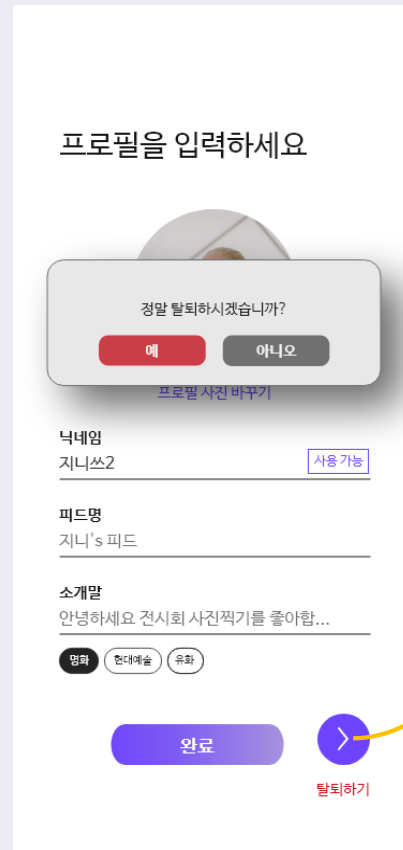 프로필을 입력하세요
정말 탈퇴하시겠습니까?
예 아니오
프로필 사진 바꾸기
닉네임
지니쓰2 사용 가능
피드명
지니's 피드
소개말
안녕하세요 전시회 사진찍기를 좋아합...
명화 현대예술 유화
완료
탈퇴하기